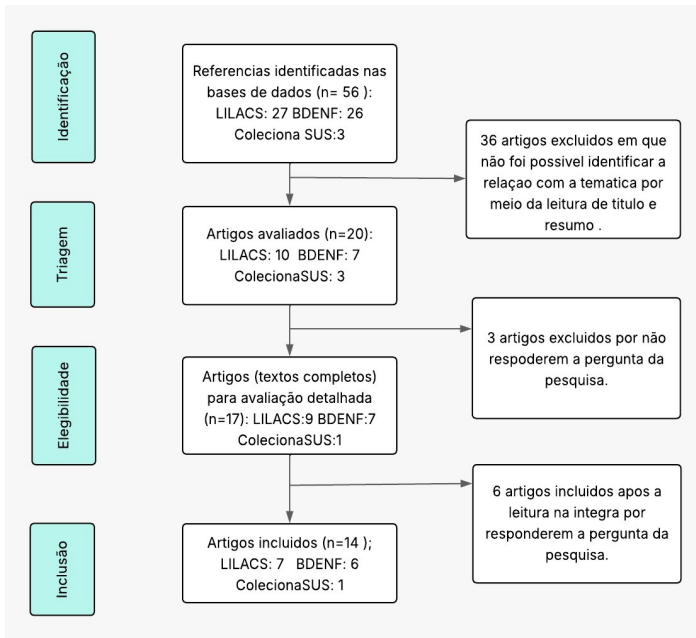 Identificação
Referencias identificadas nas
bases de dados (n= 56 ):
LILACS: 27 BDENF: 26
Coleciona SUS:3
36 artigos excluidos em que
não foi possivel identificar a
relaçao com a tematica por
meio da leitura de titulo e
resumo .
Triagem
Artigos avaliados (n=20):
LILACS: 10 BDENF: 7
ColecionaSUS: 3
3 artigos excluidos por não
respoderem a pergunta da
pesquisa.
Elegibilidade
Artigos (textos completos)
para avaliação detalhada
(n=17): LILACS:9 BDENF:7
ColecionaSUS:1
6 artigos incluidos apos a
leitura na integra por
responderem a pergunta da
pesquisa.
Inclusão
Artigos incluidos (n=14 );
LILACS: 7 BDENF: 6
ColecionaSUS: 1